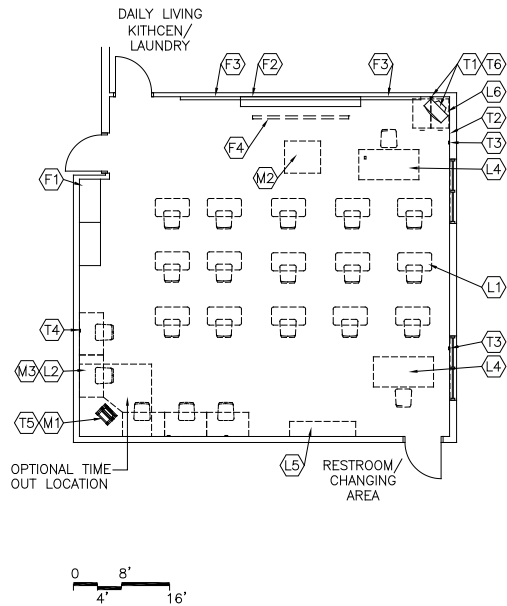 DAILY LIVING
KITHCEN/
LAUNDRY
F3 F2 F3 T1 T6
L6
T2
F4 T3
M2 L4
F1
L1
T4 T3
M3 L2 L4
T5 M1
L5
OPTIONAL TIME
OUT LOCATION
RESTROOM/
CHANGING
AREA
0 8'
4' 16'